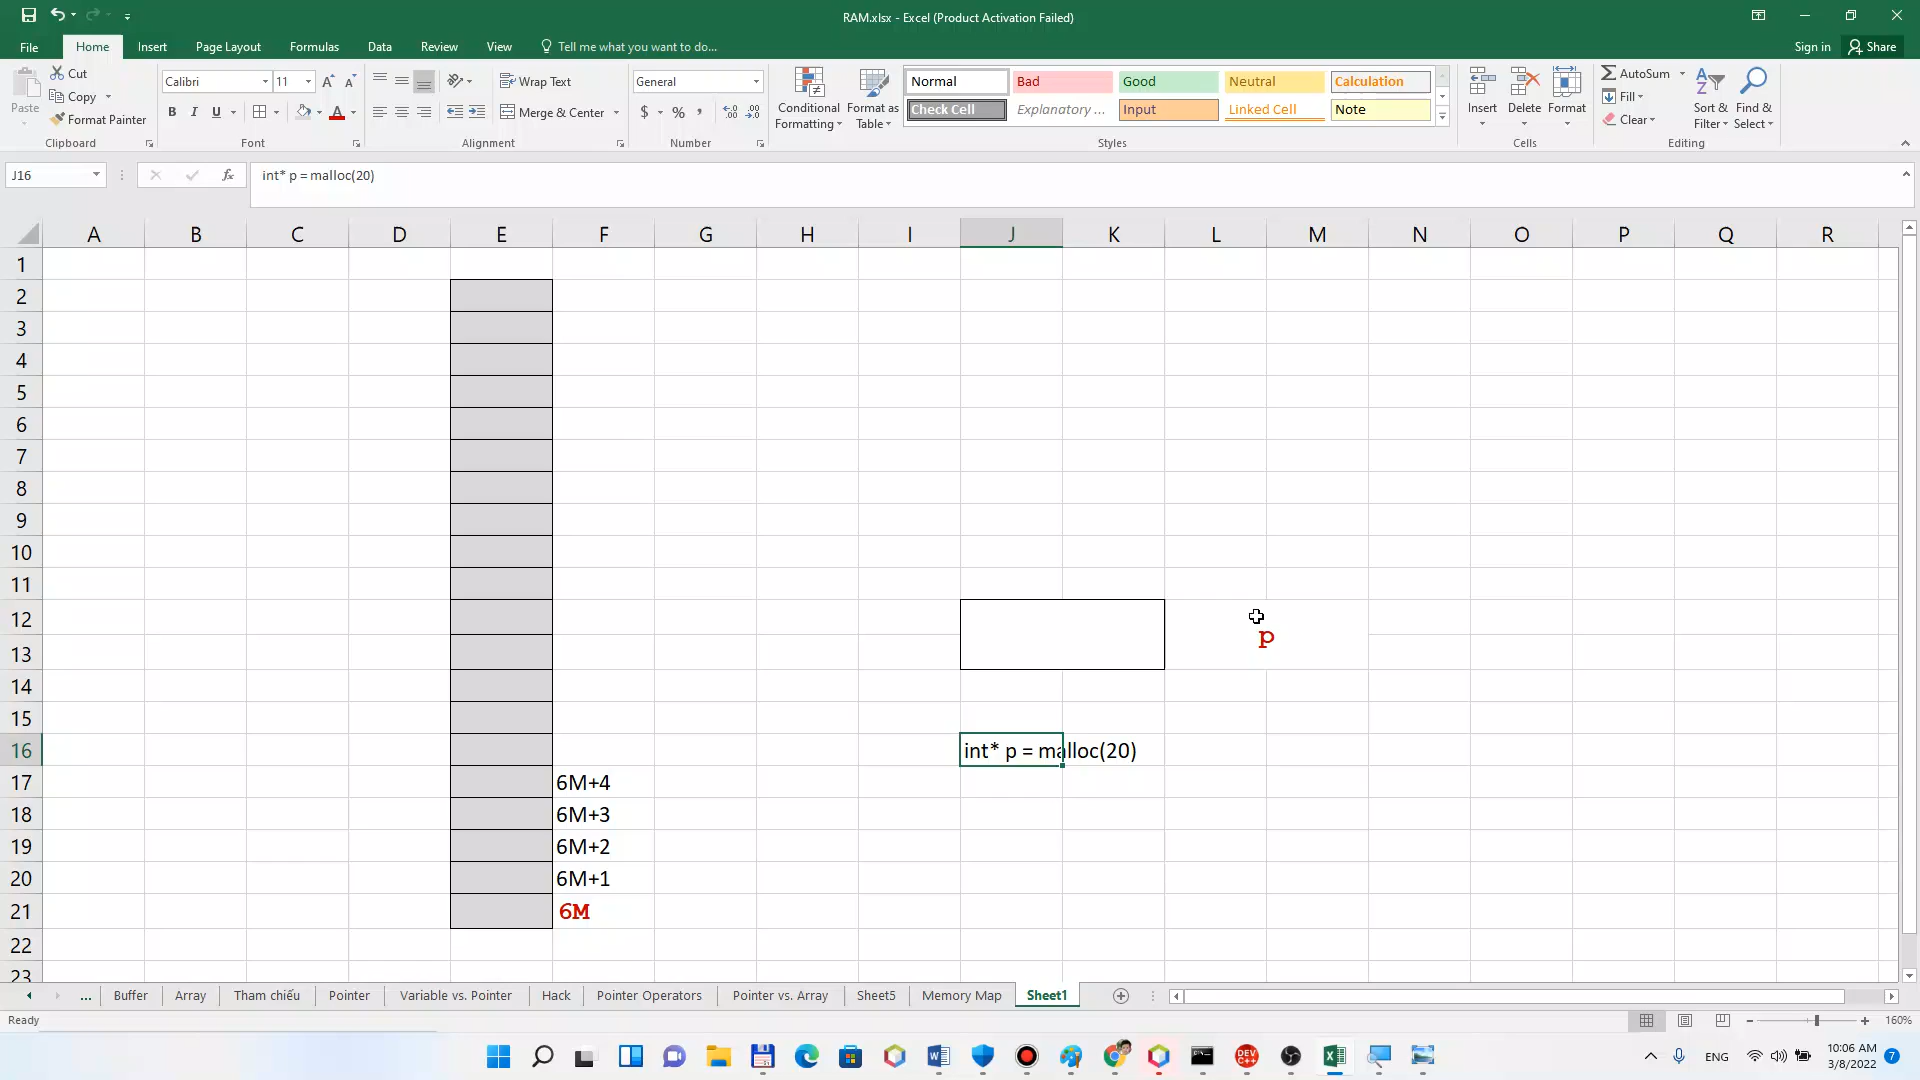 RAM.xlsx - Excel (Product Activation Failed)
File Home Insert Page Layout Formulas Data Review View Tell me what you want to do... Sign in Share
Paste
Cut
Copy
Format Painter
Clipboard
Calibri 11
B I U
Font
Wrap Text
Merge & Center
Alignment
General
$ % ,
Number
Conditional Formatting
Format as Table
Normal Bad Good Neutral Calculation
Check Cell Explanatory ... Input Linked Cell Note
Styles
Insert Delete Format
Cells
AutoSum
Fill
Clear
Sort & Filter
Find & Select
Editing
J16 fx int* p = malloc(20)
A B C D E F G H I J K L M N O P Q R
1
2
3
4
5
6
7
8
9
10
11
12
p
13
14
15
16 int* p = malloc(20)
17 6M+4
18 6M+3
19 6M+2
20 6M+1
21 6M
22
23
... Buffer Array Tham chiếu Pointer Variable vs. Pointer Hack Pointer Operators Pointer vs. Array Sheet5 Memory Map Sheet1
Ready 160%
DEV C++
ENG
10:06 AM
3/8/2022
7